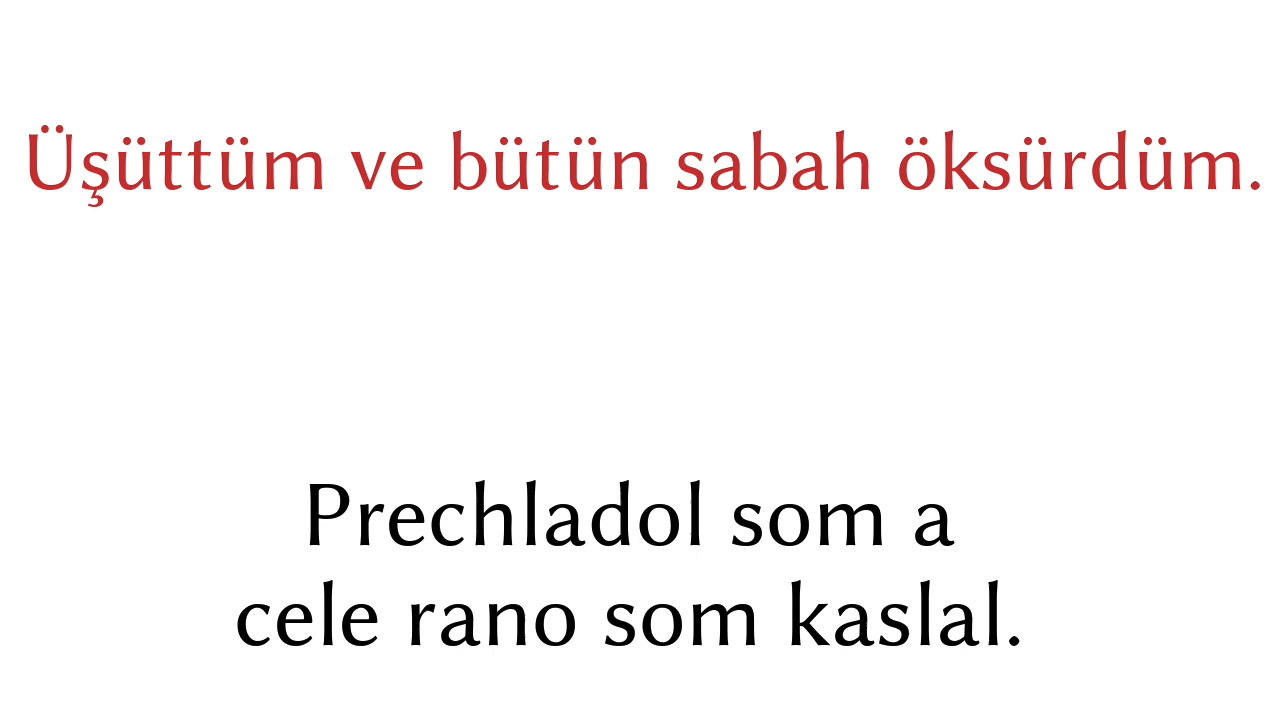 Üşüttüm ve bütün sabah öksürdüm.
Prechladol som a
cele rano som kaslal.